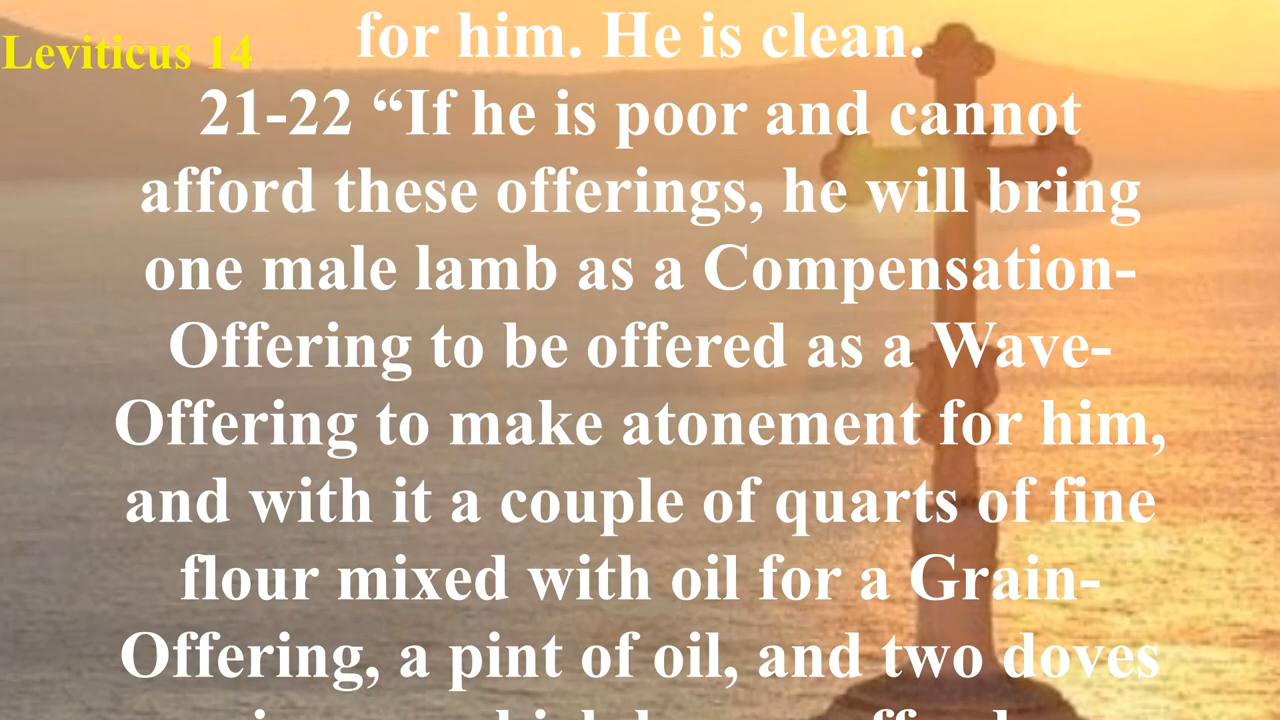 for him. He is clean.
Leviticus 14
21-22 “If he is poor and cannot
afford these offerings, he will bring
one male lamb as a Compensation-
Offering to be offered as a Wave-
Offering to make atonement for him,
and with it a couple of quarts of fine
flour mixed with oil for a Grain-
Offering, a pint of oil, and two doves